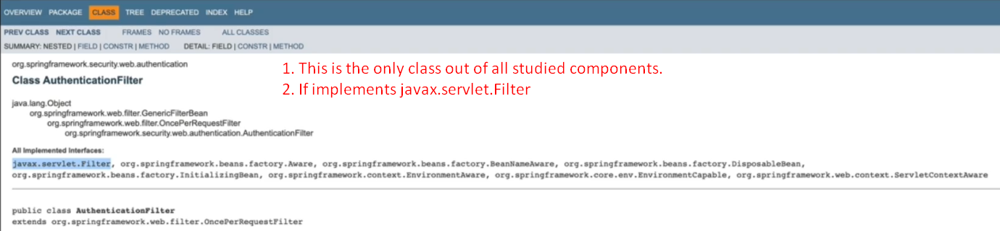 OVERVIEW PACKAGE CLASS TREE DEPRECATED INDEX HELP
PREV CLASS NEXT CLASS FRAMES NO FRAMES ALL CLASSES
SUMMARY: NESTED | FIELD | CONSTR | METHOD DETAIL: FIELD | CONSTR | METHOD
org.springframework.security.web.authentication
1. This is the only class out of all studied components.
Class AuthenticationFilter
2. If implements javax.servlet.Filter
java.lang.Object
org.springframework.web.filter.GenericFilterBean
org.springframework.web.filter.OncePerRequestFilter
org.springframework.security.web.authentication.AuthenticationFilter
All Implemented Interfaces:
javax.servlet.Filter, org.springframework.beans.factory.Aware, org.springframework.beans.factory.BeanNameAware, org.springframework.beans.factory.DisposableBean,
org.springframework.beans.factory.InitializingBean, org.springframework.context.EnvironmentAware, org.springframework.core.env.EnvironmentCapable, org.springframework.web.context.ServletContextAware
public class AuthenticationFilter
extends org.springframework.web.filter.OncePerRequestFilter